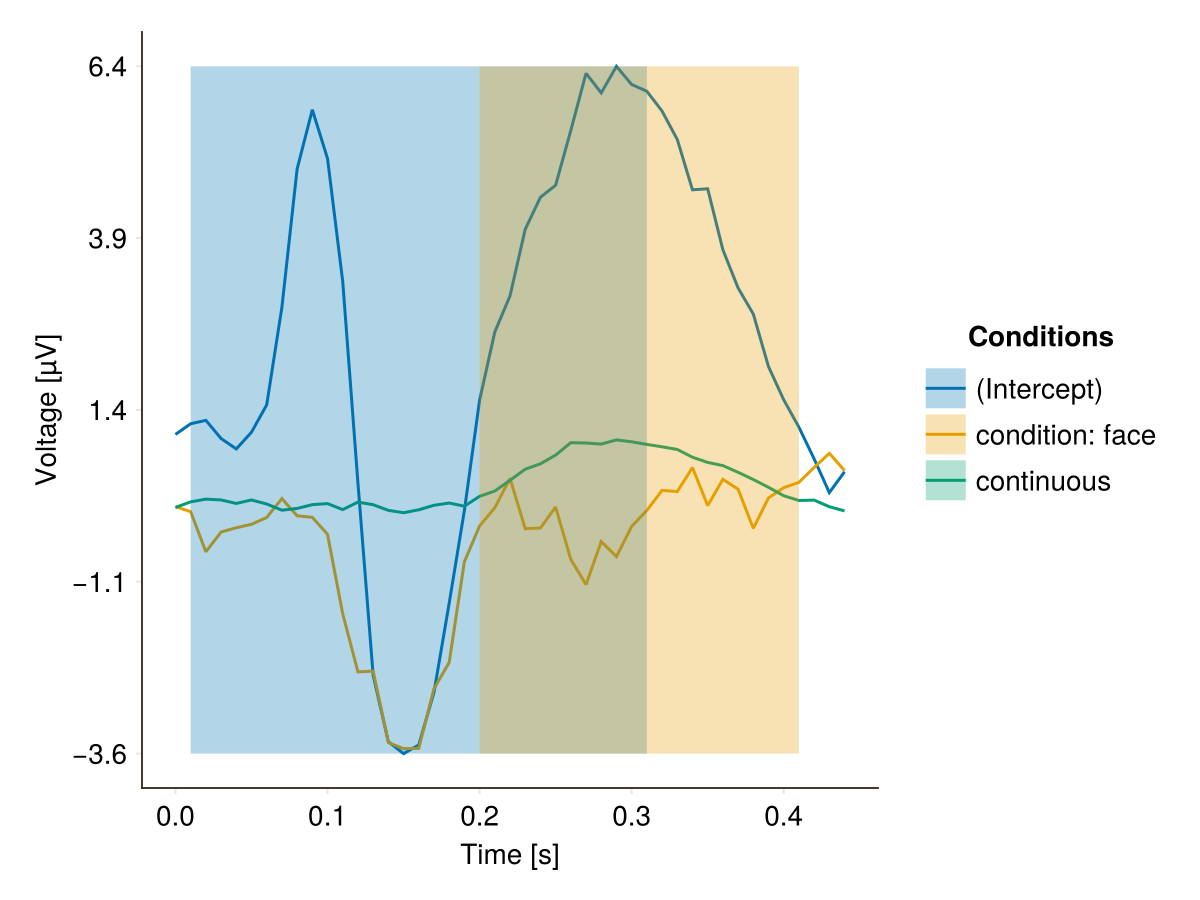 6.4
3.9
1.4
−1.1
−3.6
Voltage [µV]
0.0 0.1 0.2 0.3 0.4
Time [s]
Conditions
(Intercept)
condition: face
continuous